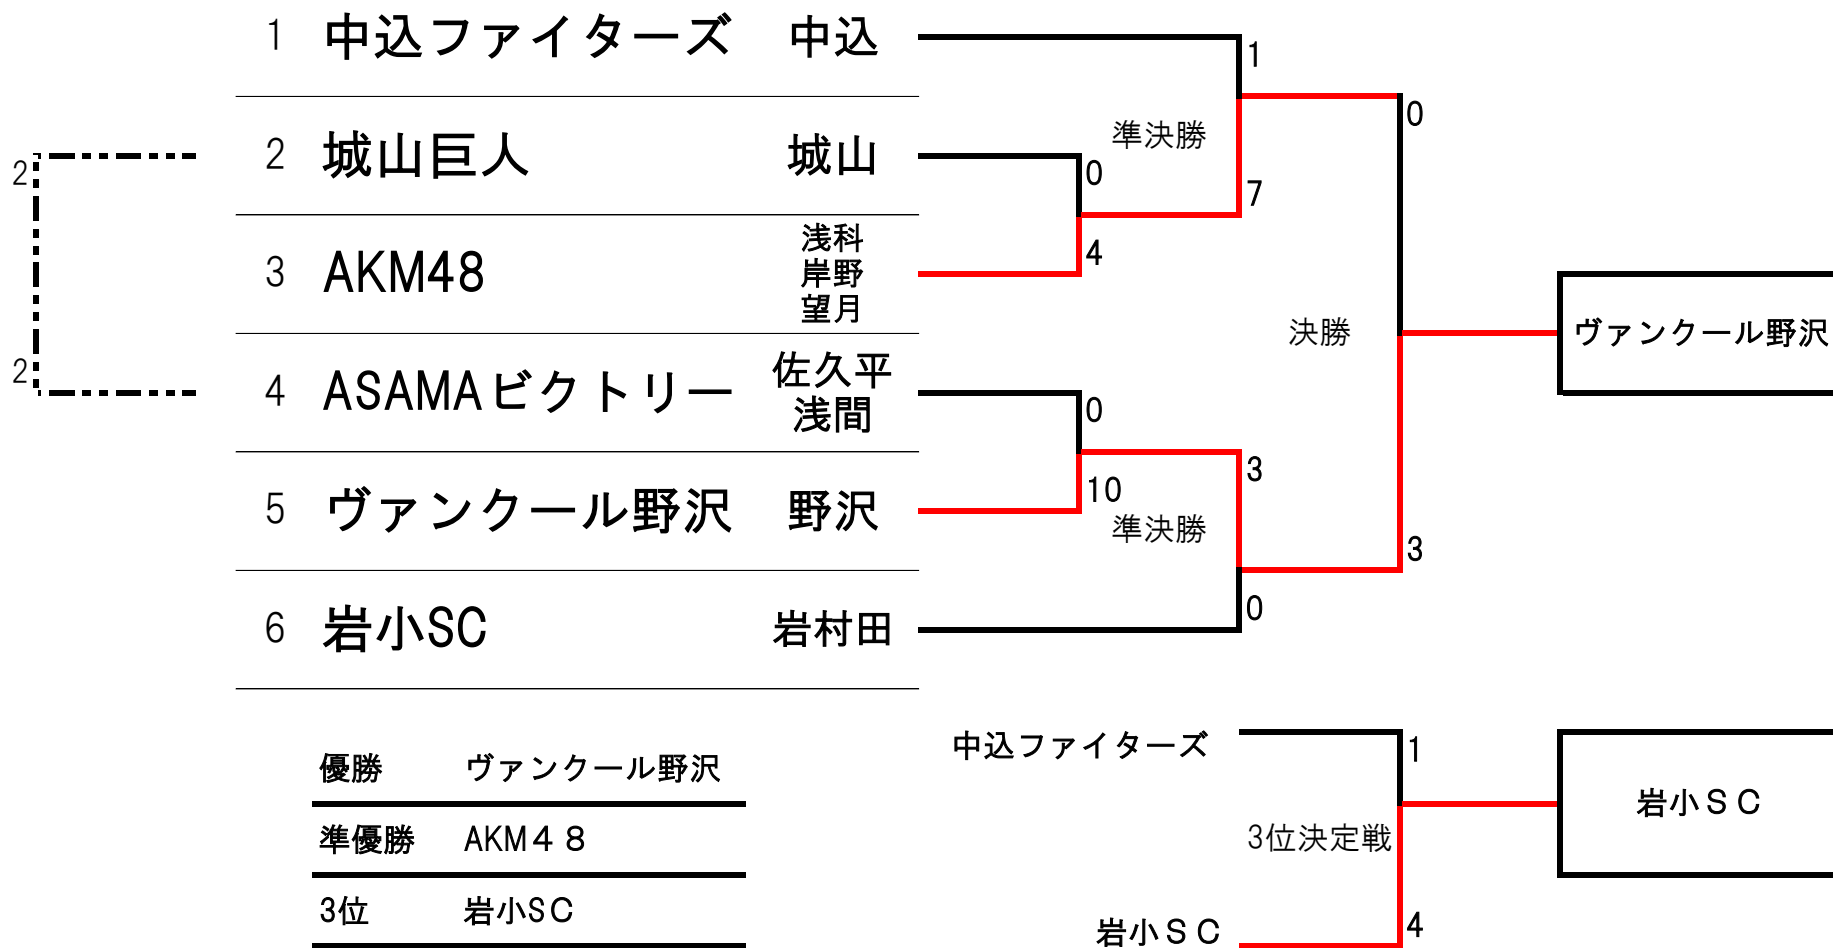 1 中込ファイターズ 中込
1
0
2 城山巨人 城山
準決勝
2
0
7
3 AKM48 浅科
岸野
望月
4
決勝
ヴァンクール野沢
2
4 ASAMAビクトリー 佐久平
浅間
0
3
5 ヴァンクール野沢 野沢
10
準決勝
3
0
6 岩小SC 岩村田
中込ファイターズ
1
優勝 ヴァンクール野沢
岩小ＳＣ
準優勝 AKM４８
3位決定戦
3位 岩小SC
岩小ＳＣ
4